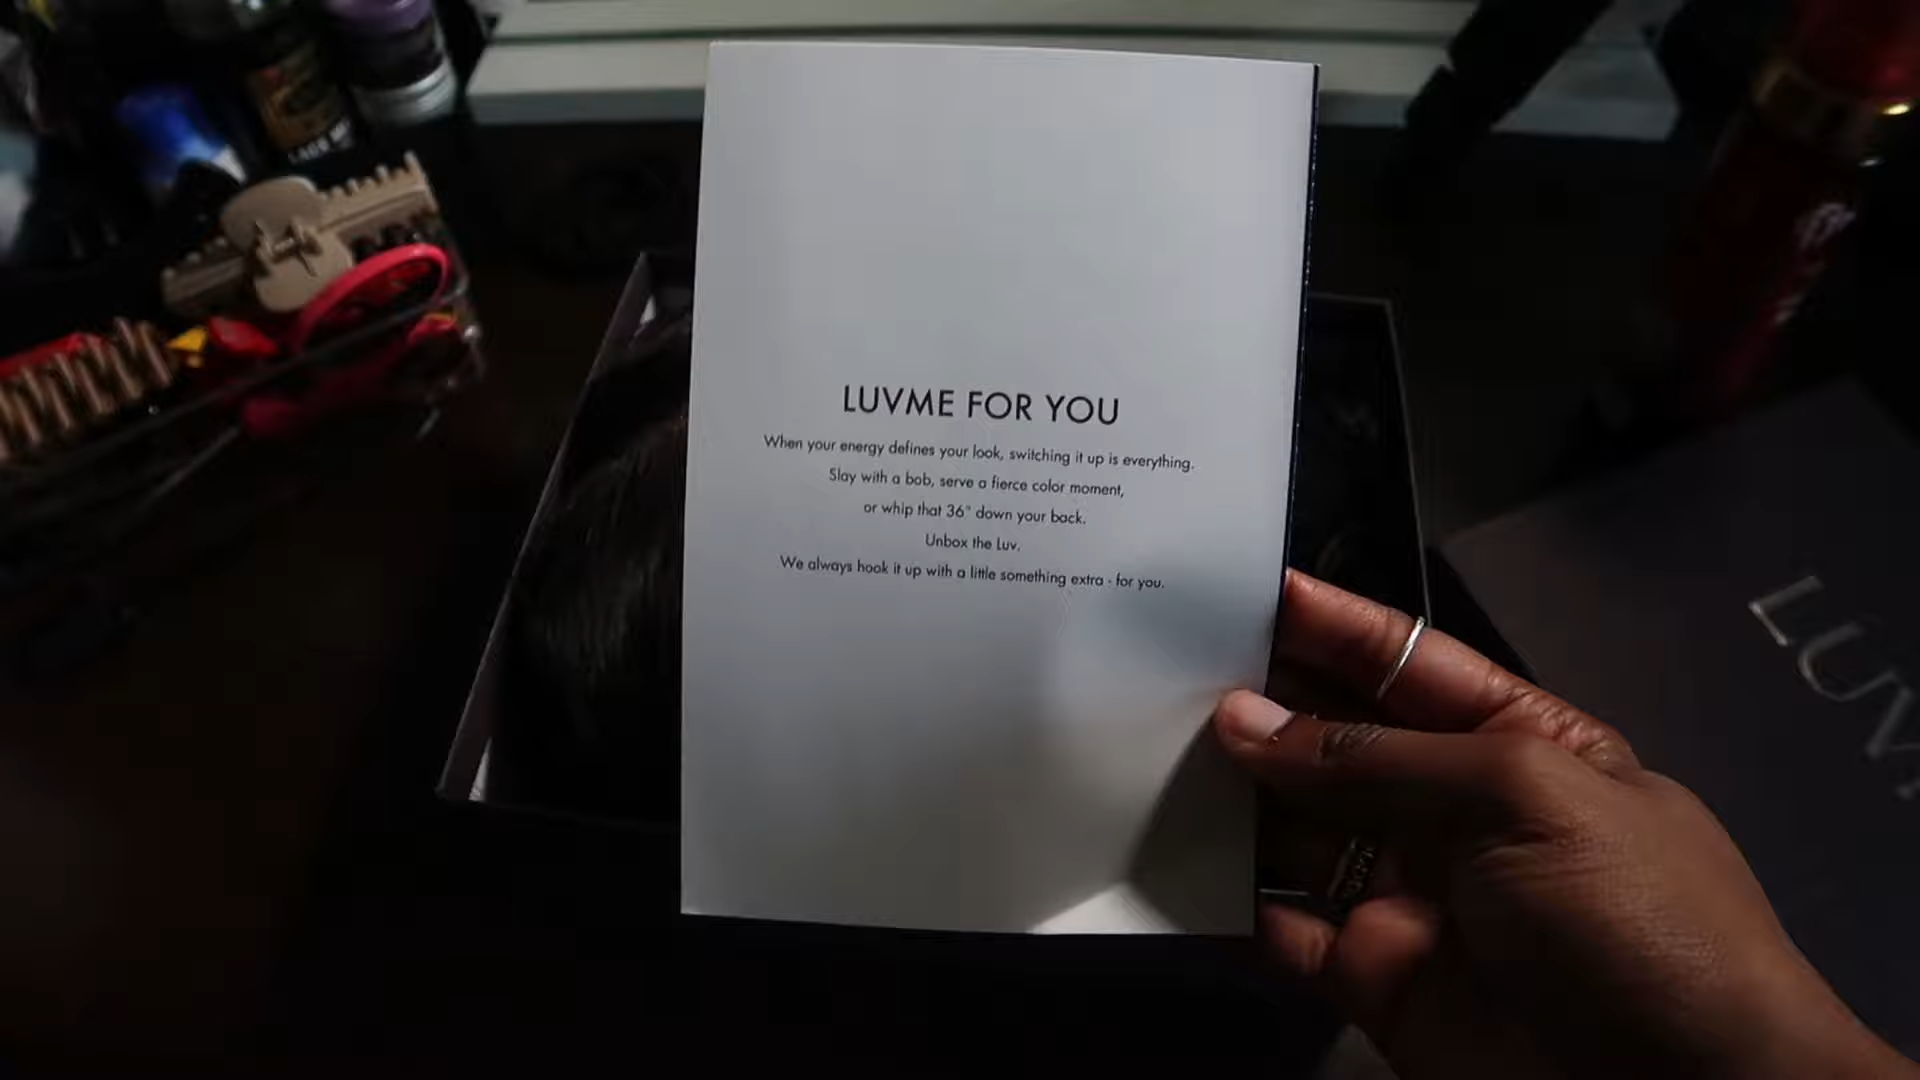 LUVME FOR YOU
When your energy defines your look, switching it up is everything.
Slay with a bob, serve a fierce color moment,
or whip that 36" down your back.
Unbox the Luv.
We always hook it up with a little something extra - for you.
LUV